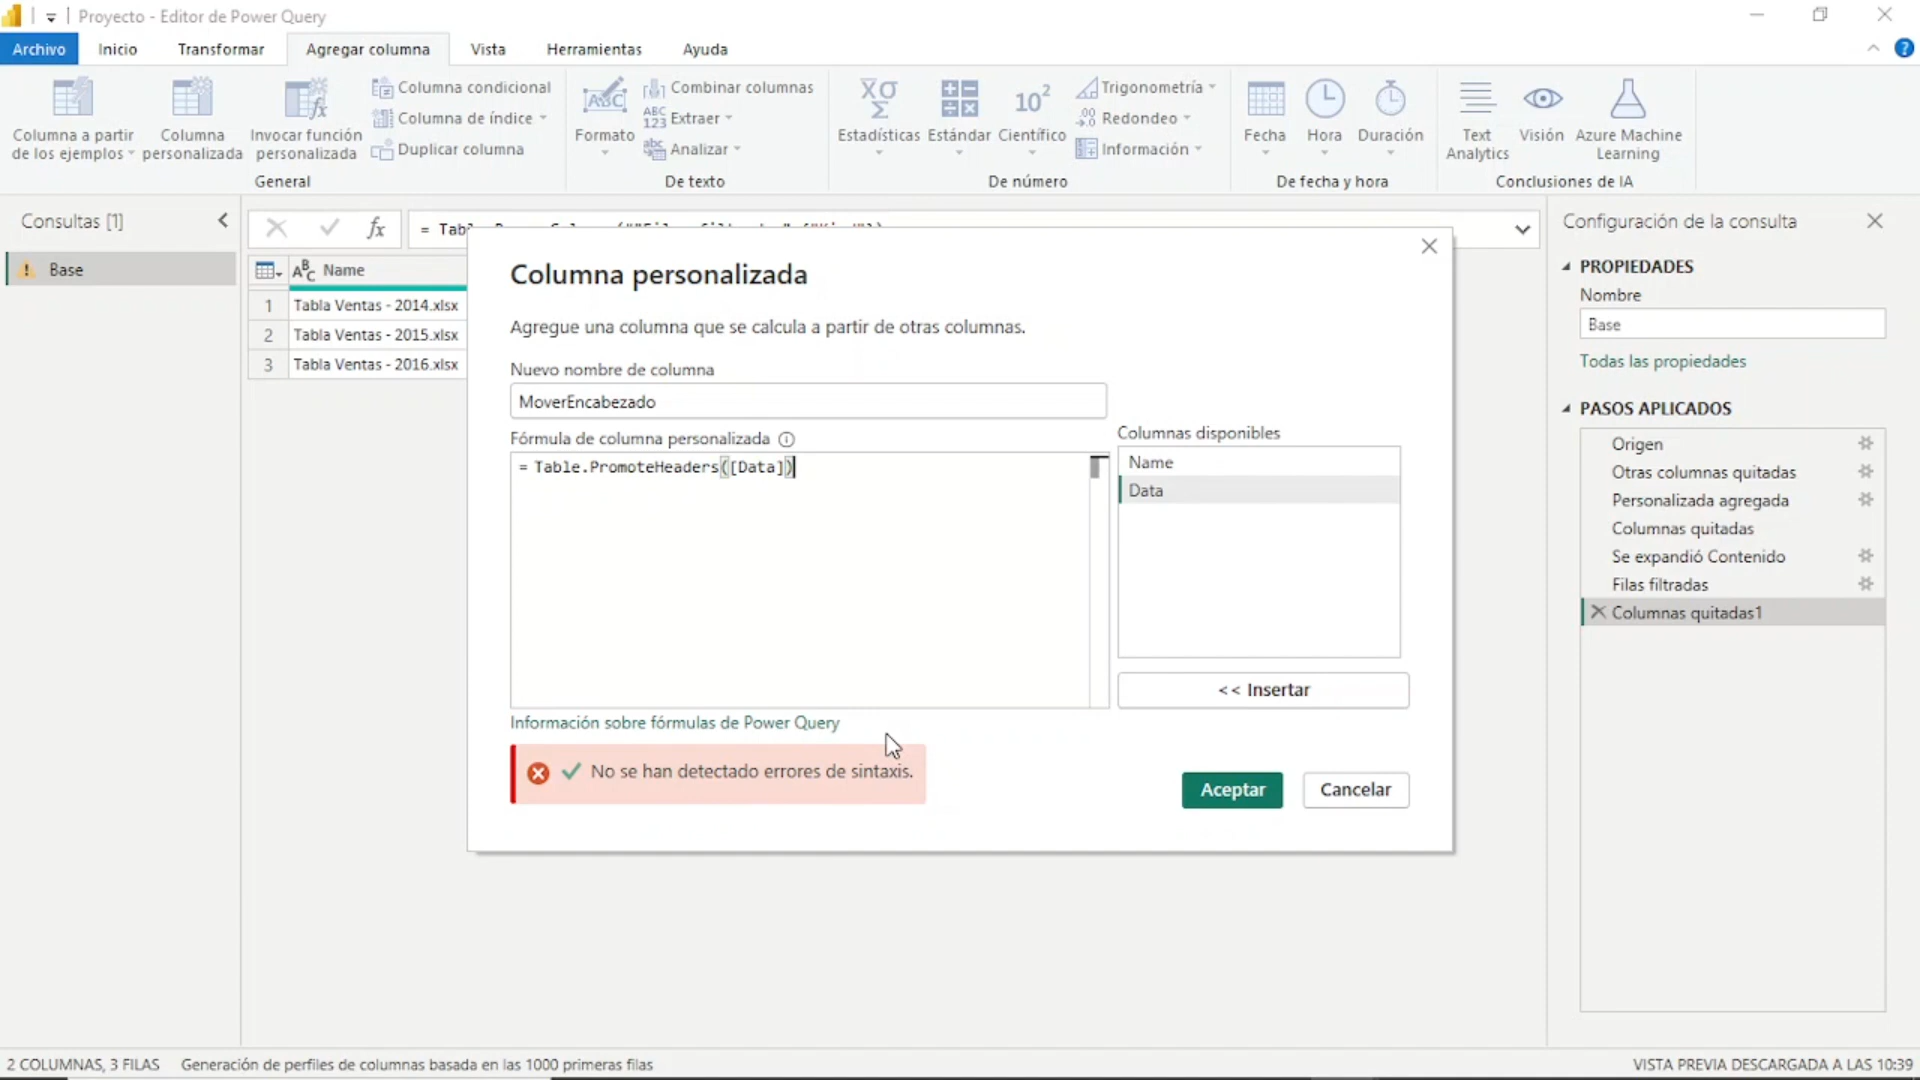 Proyecto - Editor de Power Query
Archivo Inicio Transformar Agregar columna Vista Herramientas Ayuda
Columna a partir de los ejemplos
Columna personalizada
Invocar función personalizada
Columna condicional
Columna de índice
Duplicar columna
General
Formato
Combinar columnas
Extraer
Analizar
De texto
Estadísticas
Estándar
Científico
Trigonometría
Redondeo
Información
De número
Fecha
Hora
Duración
De fecha y hora
Text Analytics
Visión
Azure Machine Learning
Conclusiones de IA
Consultas [1]
Base
fx
Name
1 Tabla Ventas - 2014.xlsx
2 Tabla Ventas - 2015.xlsx
3 Tabla Ventas - 2016.xlsx
Columna personalizada
Agregue una columna que se calcula a partir de otras columnas.
Nuevo nombre de columna
MoverEncabezado
Fórmula de columna personalizada
= Table.PromoteHeaders([Data])
Columnas disponibles
Name
Data
<< Insertar
Información sobre fórmulas de Power Query
No se han detectado errores de sintaxis.
Aceptar
Cancelar
Configuración de la consulta
PROPIEDADES
Nombre
Base
Todas las propiedades
PASOS APLICADOS
Origen
Otras columnas quitadas
Personalizada agregada
Columnas quitadas
Se expandió Contenido
Filas filtradas
Columnas quitadas1
2 COLUMNAS, 3 FILAS Generación de perfiles de columnas basada en las 1000 primeras filas
VISTA PREVIA DESCARGADA A LAS 10:39